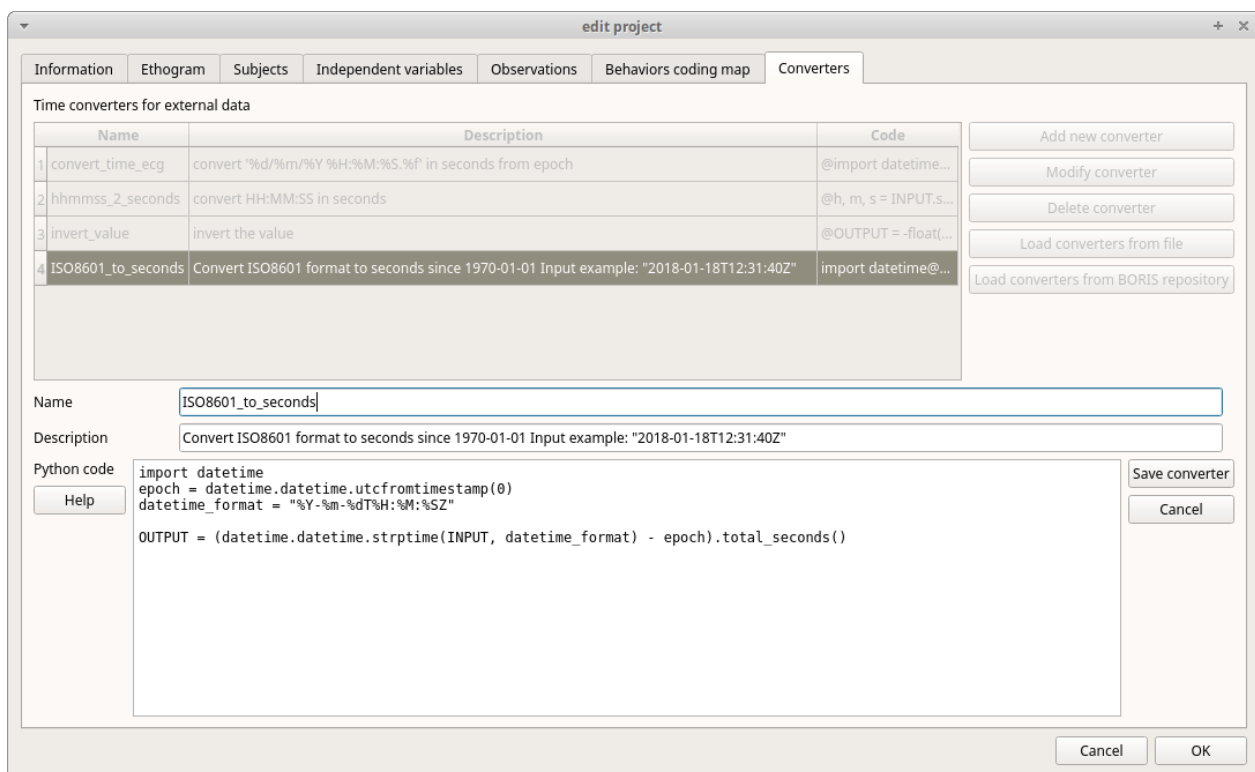 edit project
Information Ethogram Subjects Independent variables Observations Behaviors coding map Converters
Time converters for external data
Name Description Code
1 convert_time_ecg convert '%d/%m/%Y %H:%M:%S.%f' in seconds from epoch @import datetime...
2 hhmmss_2_seconds convert HH:MM:SS in seconds @h, m, s = INPUT.s...
3 invert_value invert the value @OUTPUT = -float(...
4 ISO8601_to_seconds Convert ISO8601 format to seconds since 1970-01-01 Input example: "2018-01-18T12:31:40Z" import datetime@...
Add new converter
Modify converter
Delete converter
Load converters from file
Load converters from BORIS repository
Name ISO8601_to_seconds
Description Convert ISO8601 format to seconds since 1970-01-01 Input example: "2018-01-18T12:31:40Z"
Python code
Help
import datetime
epoch = datetime.datetime.utcfromtimestamp(0)
datetime_format = "%Y-%m-%dT%H:%M:%SZ"
OUTPUT = (datetime.datetime.strptime(INPUT, datetime_format) - epoch).total_seconds()
Save converter
Cancel
Cancel OK